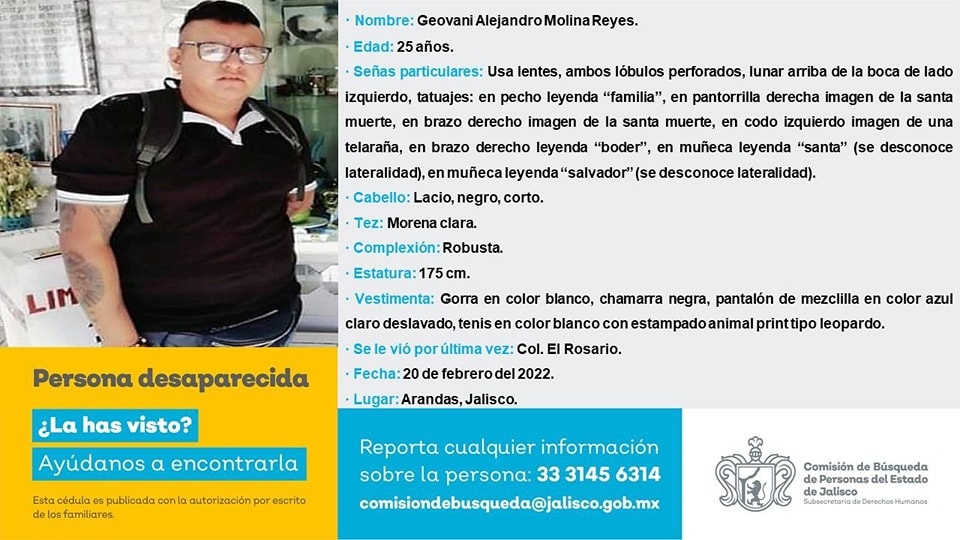 · Nombre: Geovani Alejandro Molina Reyes.
· Edad: 25 años.
· Señas particulares: Usa lentes, ambos lóbulos perforados, lunar arriba de la boca de lado
izquierdo, tatuajes: en pecho leyenda “familia”, en pantorrilla derecha imagen de la santa
muerte, en brazo derecho imagen de la santa muerte, en codo izquierdo imagen de una
telaraña, en brazo derecho leyenda “boder”, en muñeca leyenda “santa” (se desconoce
lateralidad), en muñeca leyenda “salvador” (se desconoce lateralidad).
· Cabello: Lacio, negro, corto.
· Tez: Morena clara.
· Complexión: Robusta.
· Estatura: 175 cm.
· Vestimenta: Gorra en color blanco, chamarra negra, pantalón de mezclilla en color azul
claro deslavado, tenis en color blanco con estampado animal print tipo leopardo.
· Se le vió por última vez: Col. El Rosario.
· Fecha: 20 de febrero del 2022.
· Lugar: Arandas, Jalisco.
LIM
Persona desaparecida
¿La has visto?
Ayúdanos a encontrarla
Esta cédula es publicada con la autorización por escrito
de los familiares.
Reporta cualquier información
sobre la persona: 33 3145 6314
comisiondebusqueda@jalisco.gob.mx
Comisión de Búsqueda
de Personas del Estado
de Jalisco
Subsecretaría de Derechos Humanos